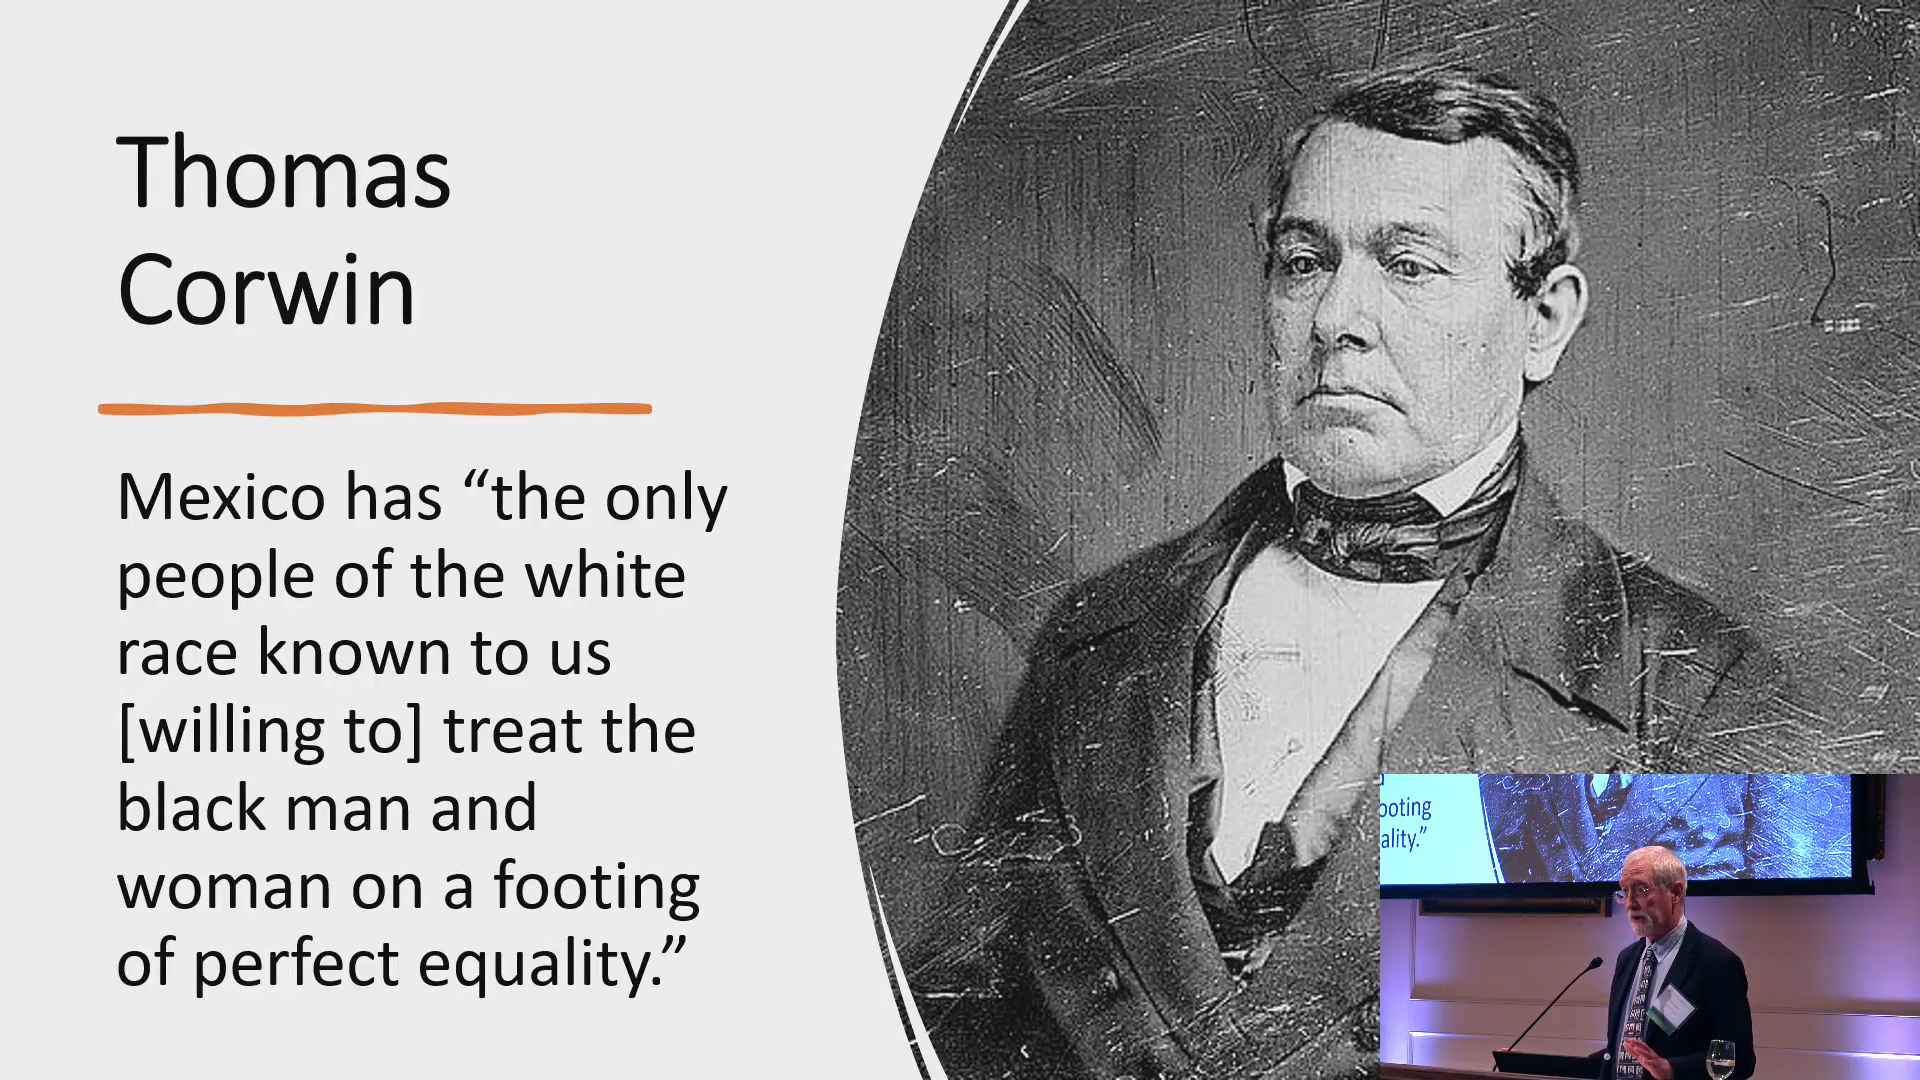 Thomas
Corwin
Mexico has “the only
people of the white
race known to us
[willing to] treat the
black man and
woman on a footing
of perfect equality.”
ooting
ality.”